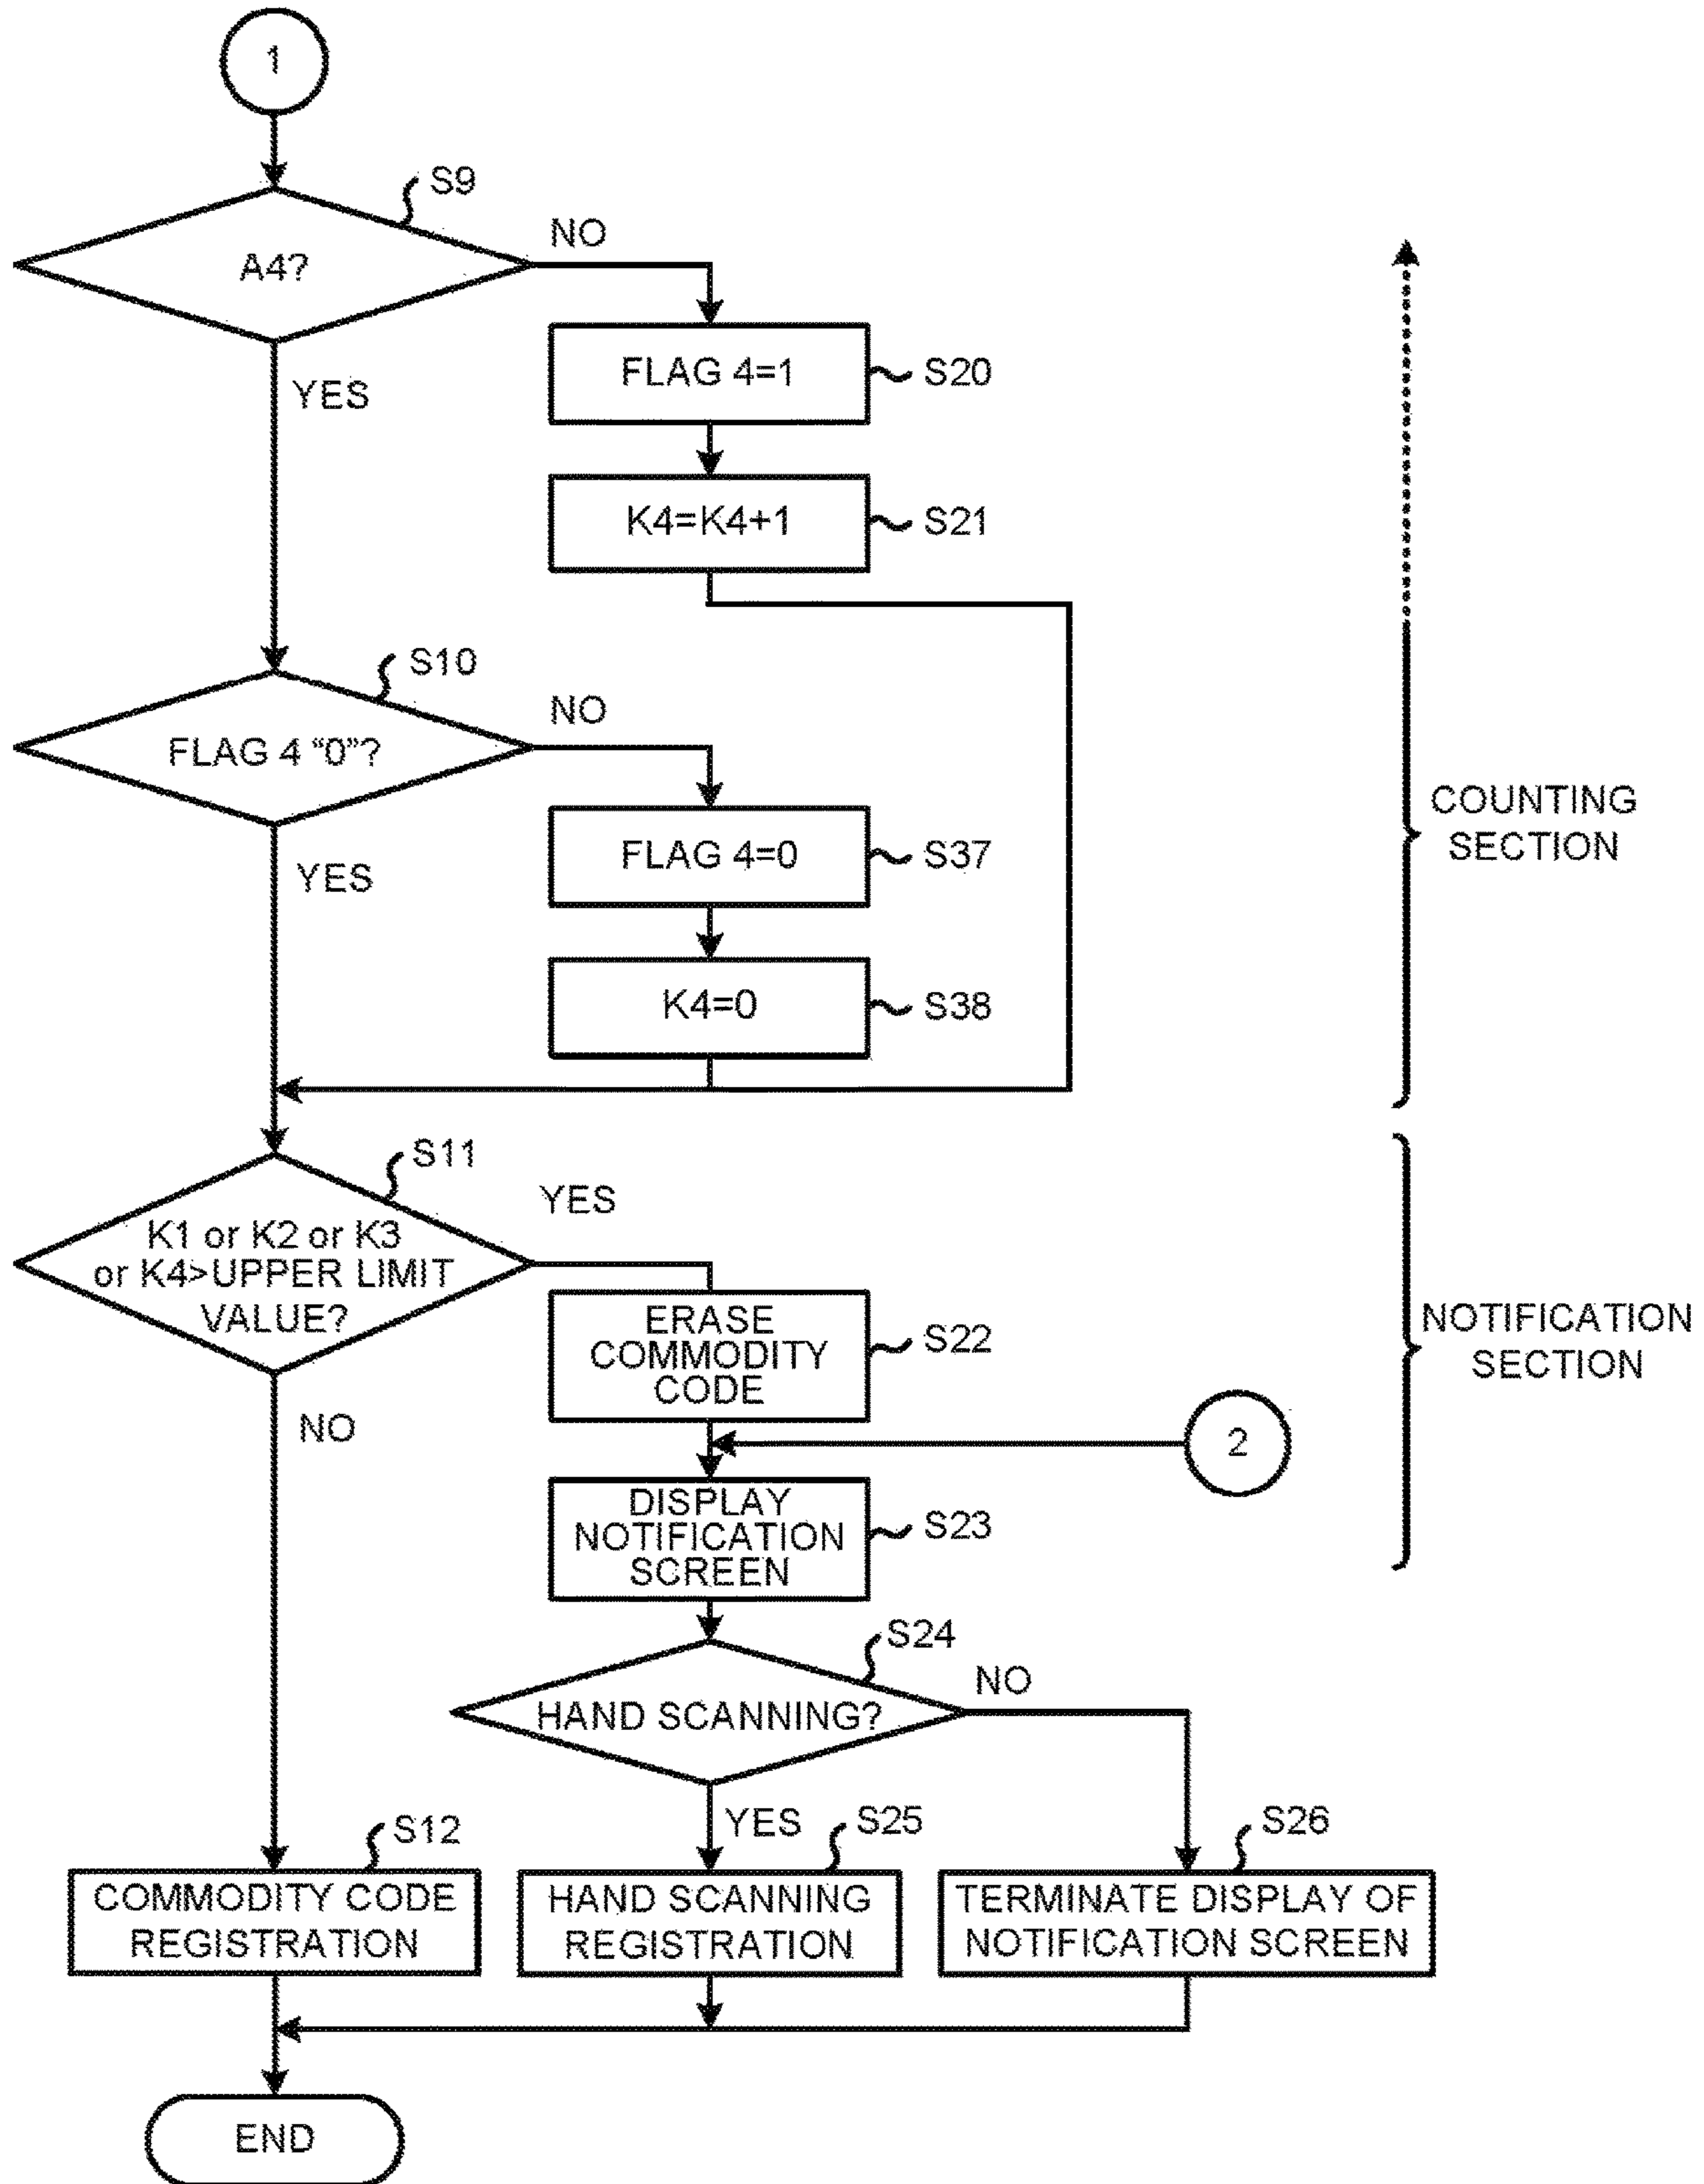 1
S9
NO
A4?
FLAG 4=1
S20
YES
K4=K4+1
S21
S10
NO
FLAG 4 “0”?
COUNTING
SECTION
FLAG 4=0
S37
YES
K4=0
S38
S11
YES
K1 or K2 or K3
or K4>UPPER LIMIT
VALUE?
ERASE
COMMODITY
CODE
S22
NOTIFICATION
SECTION
NO
2
DISPLAY
NOTIFICATION
SCREEN
S23
S24
NO
HAND SCANNING?
YES
S12
S25
S26
COMMODITY CODE
REGISTRATION
HAND SCANNING
REGISTRATION
TERMINATE DISPLAY OF
NOTIFICATION SCREEN
END